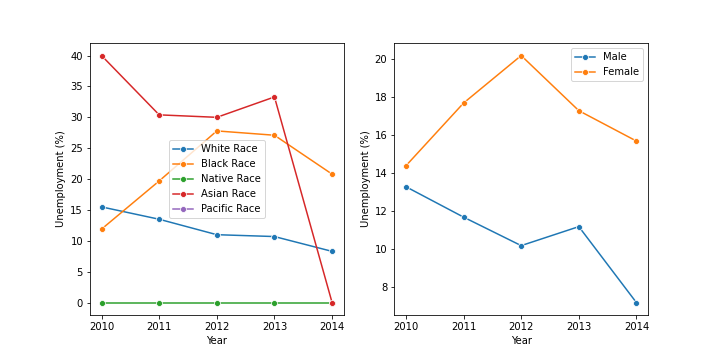 40
35
30
25
20
15
10
5
0
Unemployment (%)
2010 2011 2012 2013 2014
Year
White Race
Black Race
Native Race
Asian Race
Pacific Race
20
18
16
14
12
10
8
Unemployment (%)
2010 2011 2012 2013 2014
Year
Male
Female